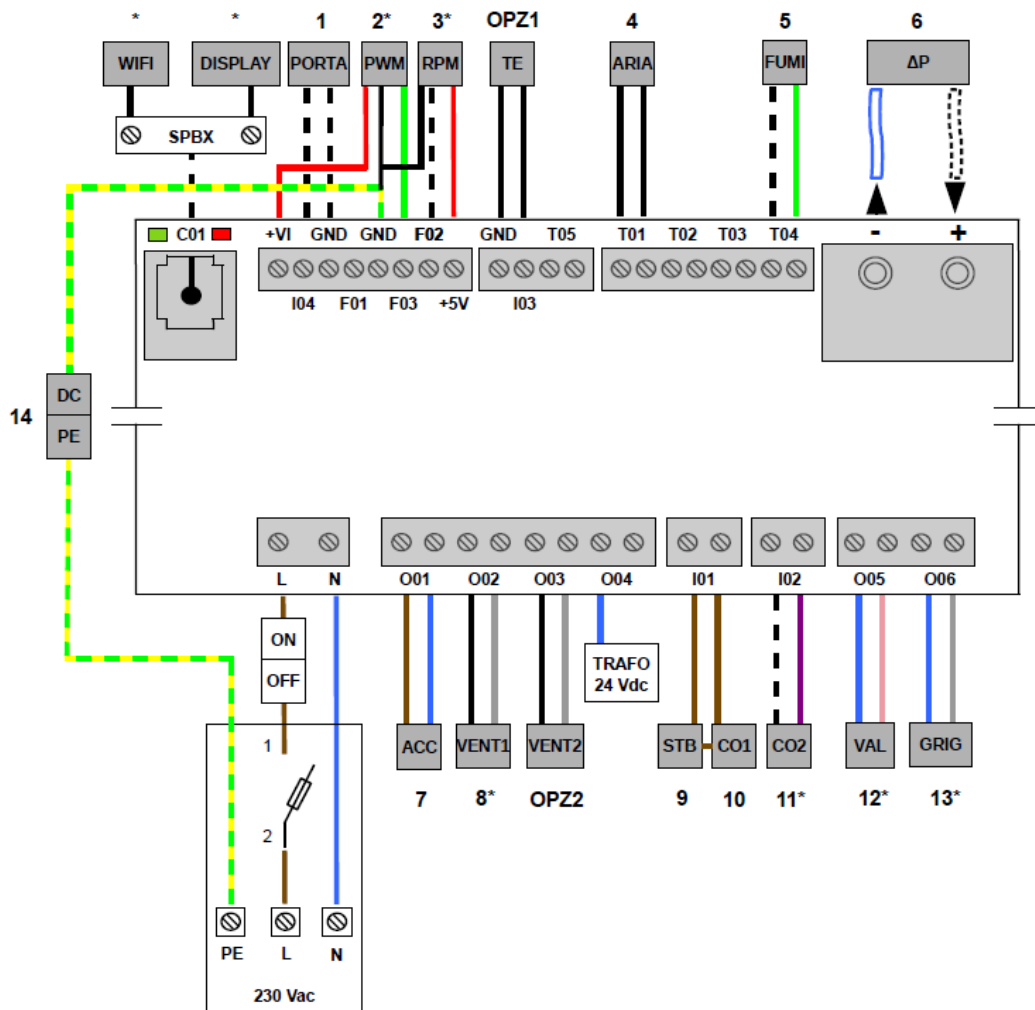 * * 1 2* 3* OPZ1 4 5 6
WIFI DISPLAY PORTA PWM RPM TE ARIA FUMI ΔP
SPBX
C01 +VI GND GND F02 GND T05 T01 T02 T03 T04 - +
I04 F01 F03 +5V I03
DC
14
PE
L N O01 O02 O03 O04 I01 I02 O05 O06
ON
OFF
TRAFO
24 Vdc
1 ACC VENT1 VENT2 STB CO1 CO2 VAL GRIG
7 8* OPZ2 9 10 11* 12* 13*
2
PE L N
230 Vac